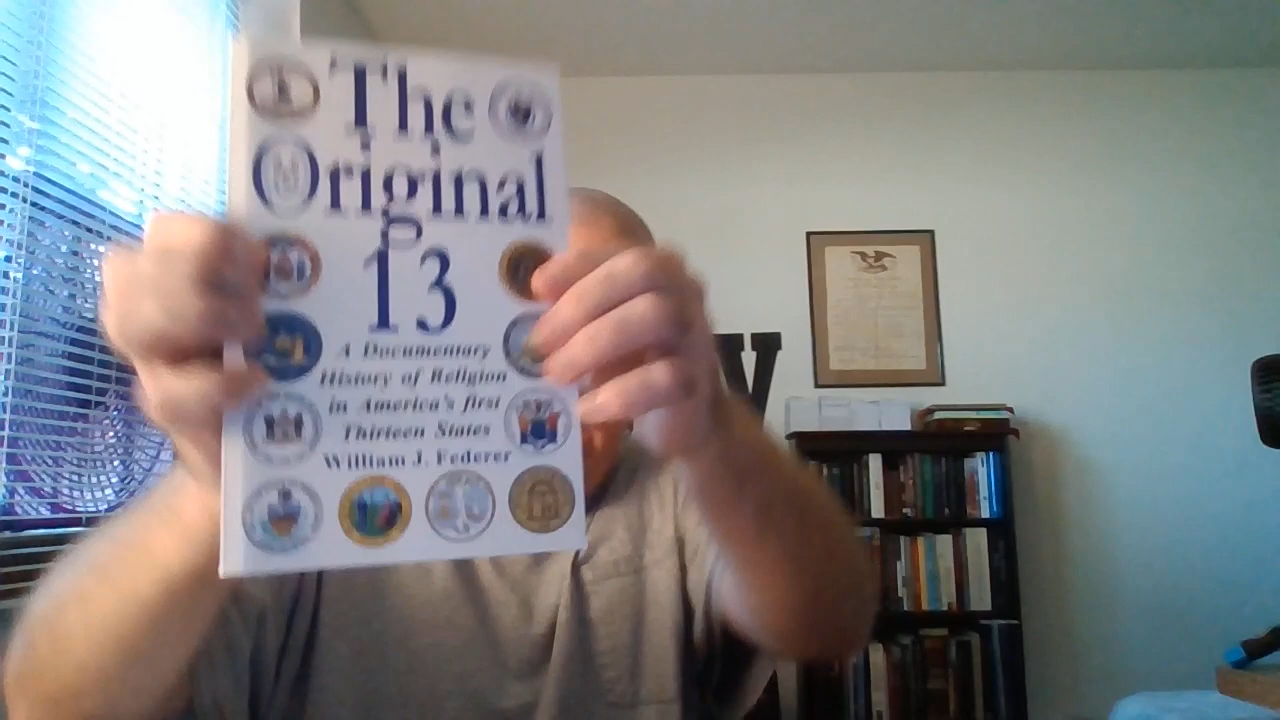 The
Original
13
A Documentary
History of Religion
in America's first
Thirteen States
William J. Federer
W